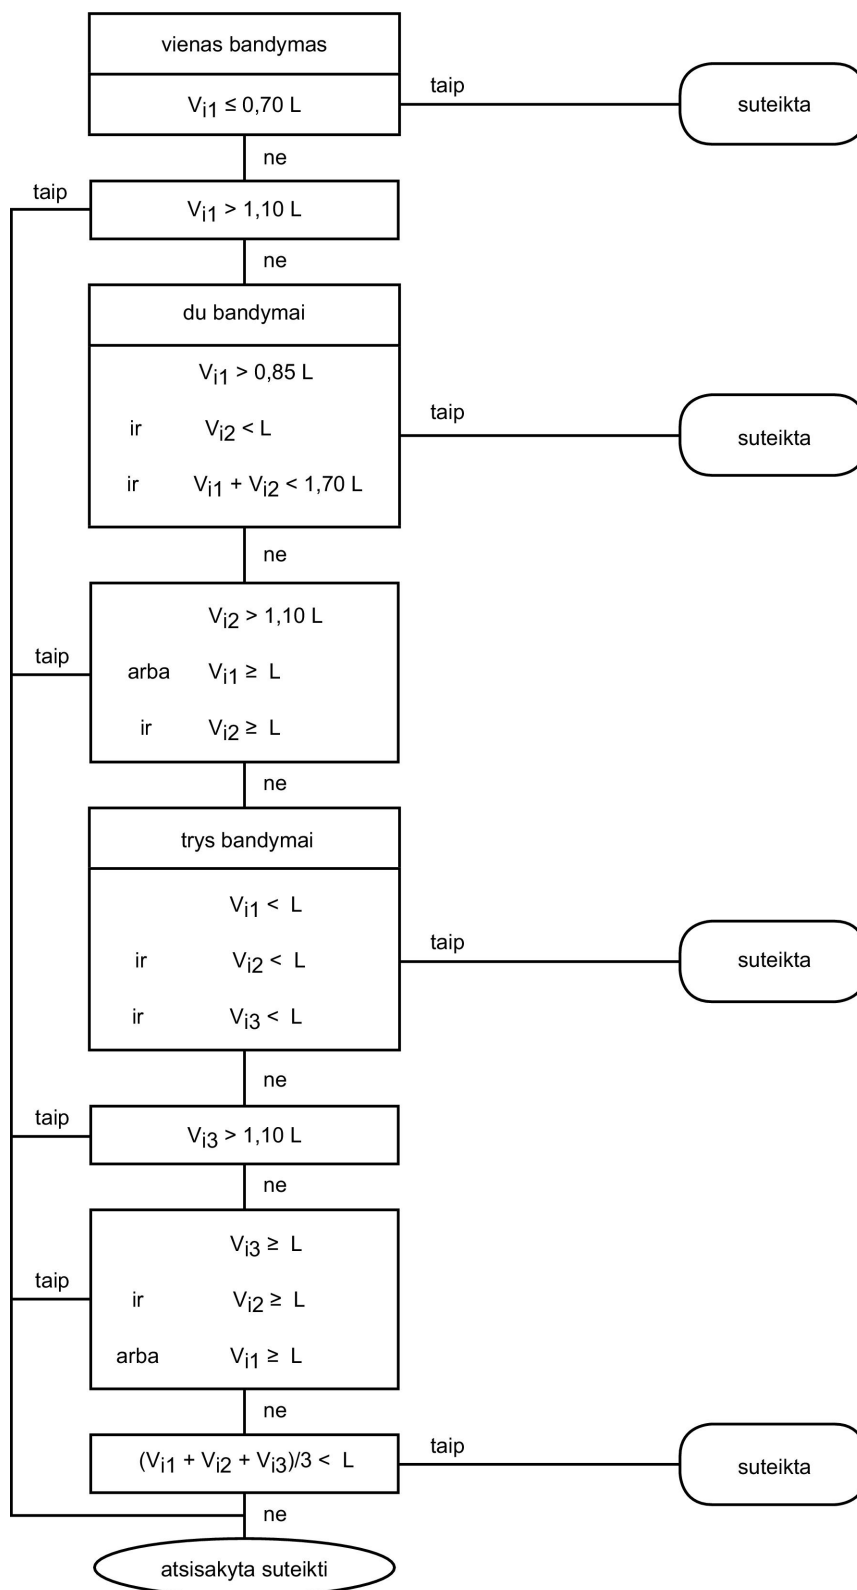 vienas bandymas
taip
Vi1 ≤ 0,70 L
suteikta
ne
taip
Vi1 > 1,10 L
ne
du bandymai
Vi1 > 0,85 L
taip
ir Vi2 < L
suteikta
ir Vi1 + Vi2 < 1,70 L
ne
Vi2 > 1,10 L
taip
arba Vi1 ≥ L
ir Vi2 ≥ L
ne
trys bandymai
Vi1 < L
taip
ir Vi2 < L
suteikta
ir Vi3 < L
ne
taip
Vi3 > 1,10 L
ne
Vi3 ≥ L
taip
ir Vi2 ≥ L
arba Vi1 ≥ L
ne
taip
(Vi1 + Vi2 + Vi3)/3 < L
suteikta
ne
atsisakyta suteikti